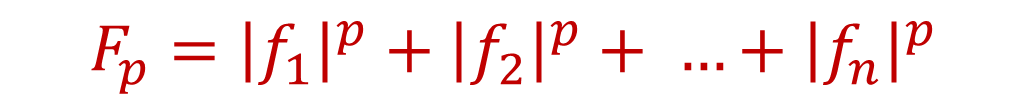 F_p = |f_1|^p + |f_2|^p + … + |f_n|^p